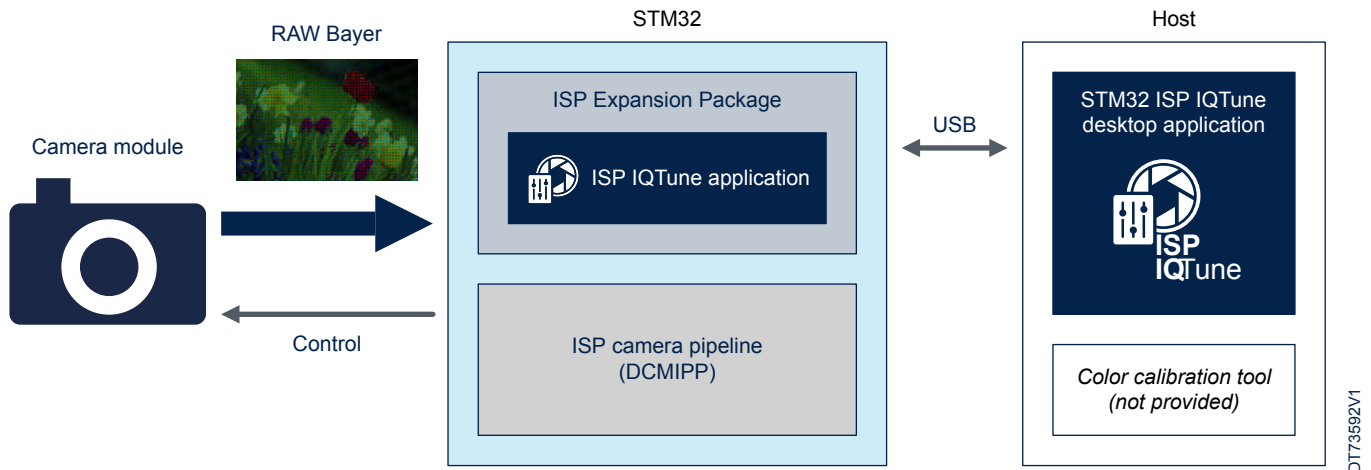 STM32
Host
RAW Bayer
Camera module
Control
ISP Expansion Package
ISP IQTune application
ISP camera pipeline
(DCMIPP)
USB
STM32 ISP IQTune
desktop application
ISP
IQTune
Color calibration tool
(not provided)
DT73592V1